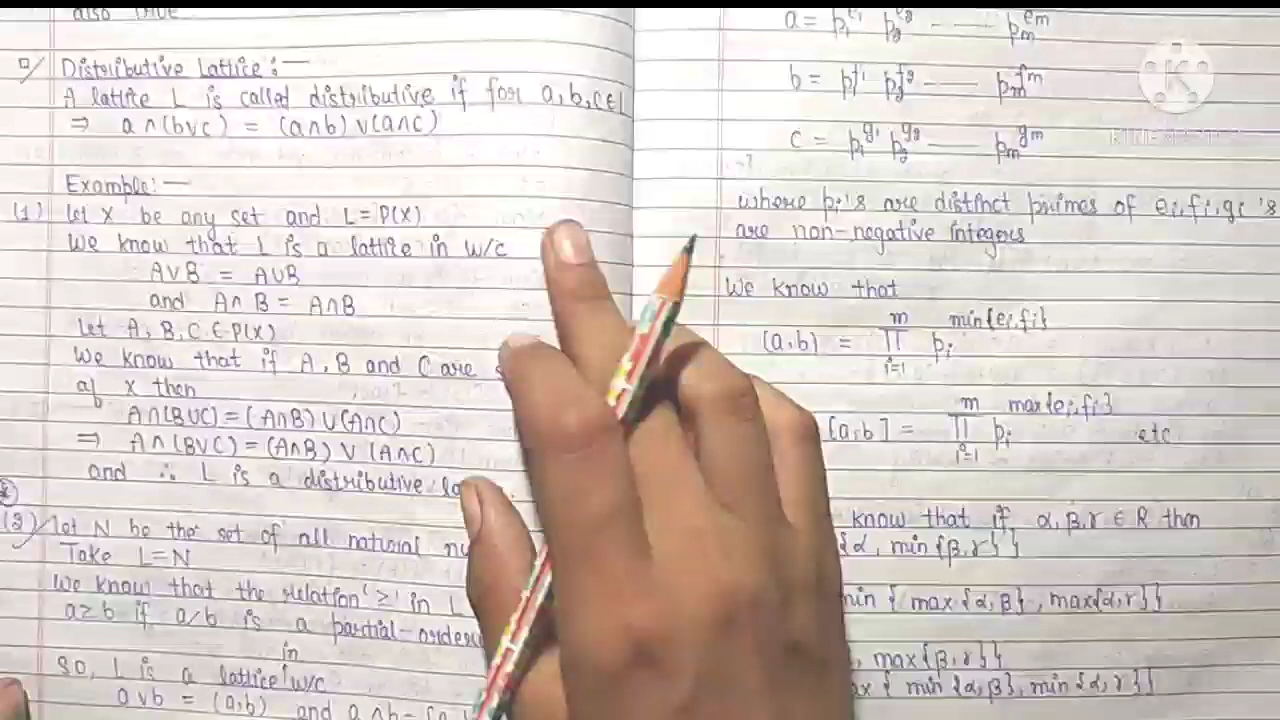 also true
Distributive Lattice :—
A lattice L is called distributive if for a, b, c ∈ L
⇒ a∧(b∨c) = (a∧b) ∨(a∧c)
Example:—
(1) Let X be any set and L = P(X)
We know that L is a lattice in w/c
A∨B = A∪B
and A∧B = A∩B
Let A, B, C ∈ P(X)
We know that if A, B and C are
of X then
A∩(B∪C) = (A∩B) ∪(A∩C)
⇒ A∧(B∨C) = (A∧B) ∨ (A∧C)
and ∴ L is a distributive
(2) Let N be the set of all natural
Take L=N
We know that the relation '≥' in L
a≥b if a/b is a partial-order
in
So, L is a lattice w/c
a∨b = (a,b) and a∧b =
a = p₁^e₁ p₂^e₂ —— pₘ^eₘ
b = p₁^f₁ p₂^f₂ —— pₘ^fₘ
c = p₁^g₁ p₂^g₂ —— pₘ^gₘ
where pᵢ's are distinct primes of eᵢ, fᵢ, gᵢ's
are non-negative integers
We know that
(a,b) = ∏_{i=1}^{m} pᵢ^min{eᵢ,fᵢ}
[a,b] = ∏_{i=1}^{m} pᵢ^max{eᵢ,fᵢ} etc
know that if α, β, γ ∈ R then
{α, min{β,γ}}
min { max {α,β}, max{α,γ}}
, max{β,γ}}
{ min {α,β}, min {α,γ}}